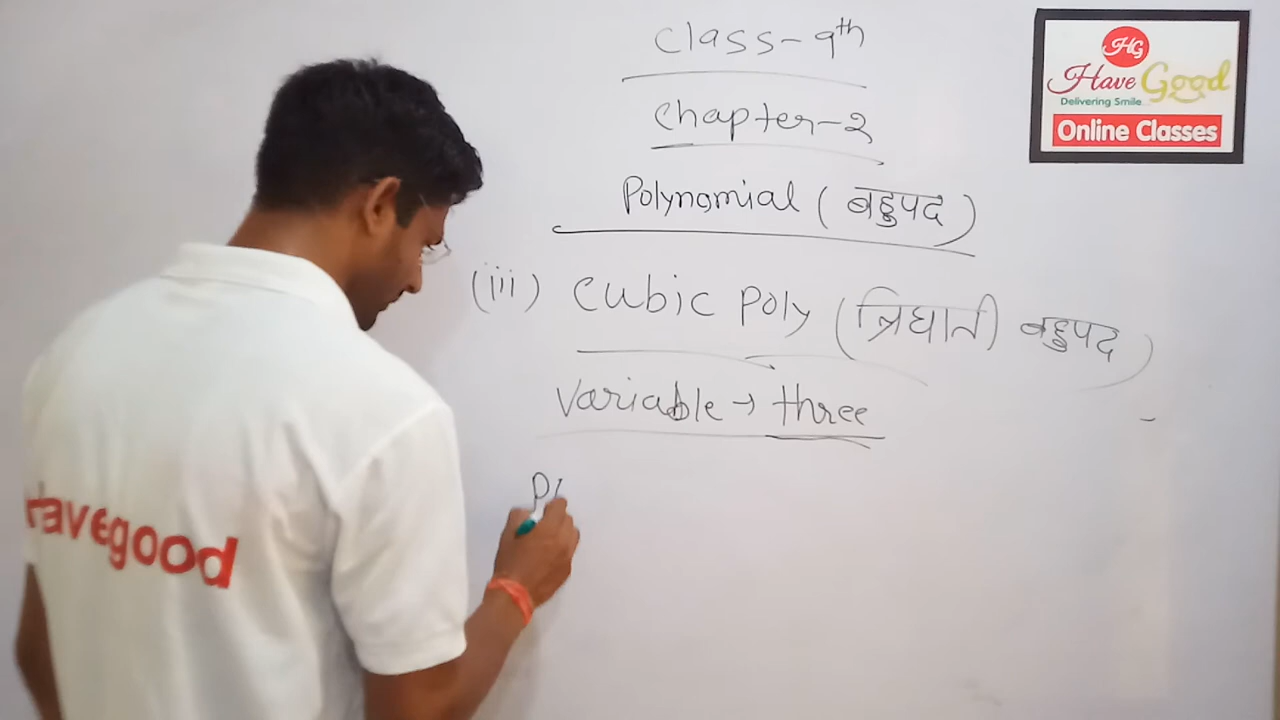 class-9th
chapter-2
Polynomial (बहुपद)
(iii) cubic poly (त्रिघाती बहुपद)
variable → three
P(
HG
Have Good
Delivering Smile
Online Classes
Havegood